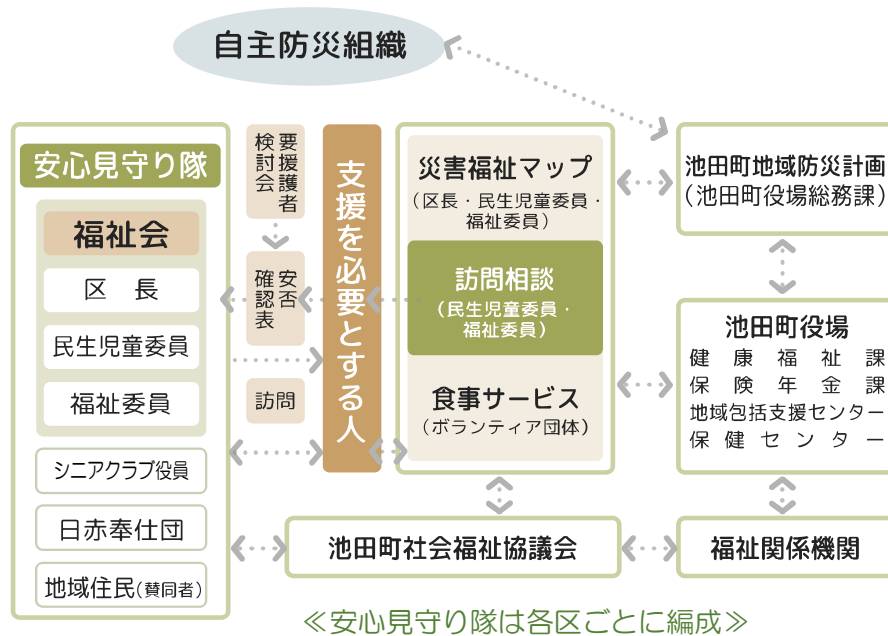 自主防災組織
安心見守り隊
福祉会
区　長
民生児童委員
福祉委員
シニアクラブ役員
日赤奉仕団
地域住民(賛同者)
要援護者
検討会
安否
確認表
訪問
支援を必要とする人
災害福祉マップ
(区長・民生児童委員・
福祉委員)
訪問相談
(民生児童委員・
福祉委員)
食事サービス
(ボランティア団体)
池田町地域防災計画
(池田町役場総務課)
池田町役場
健康福祉課
保険年金課
地域包括支援センター
保健センター
池田町社会福祉協議会
福祉関係機関
≪安心見守り隊は各区ごとに編成≫